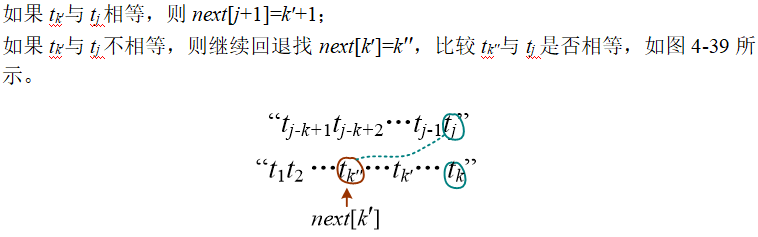 如果 tk'与 tj 相等，则 next[j+1]=k'+1；
如果 tk'与 tj 不相等，则继续回退找 next[k']=k''，比较 tk''与 tj 是否相等，如图 4-39 所
示。
“tj-k+1tj-k+2…tj-1tj”
“t1t2 …tk''…tk'… tk”
next[k']